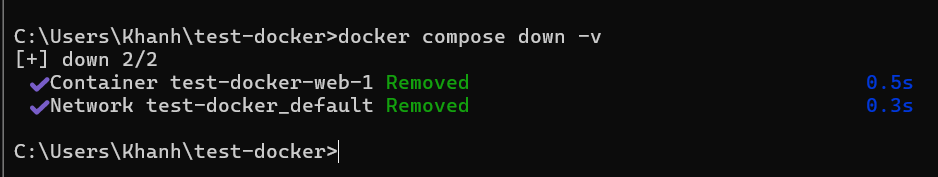 C:\Users\Khanh\test-docker>docker compose down -v
[+] down 2/2
✔Container test-docker-web-1 Removed 0.5s
✔Network test-docker_default Removed 0.3s
C:\Users\Khanh\test-docker>